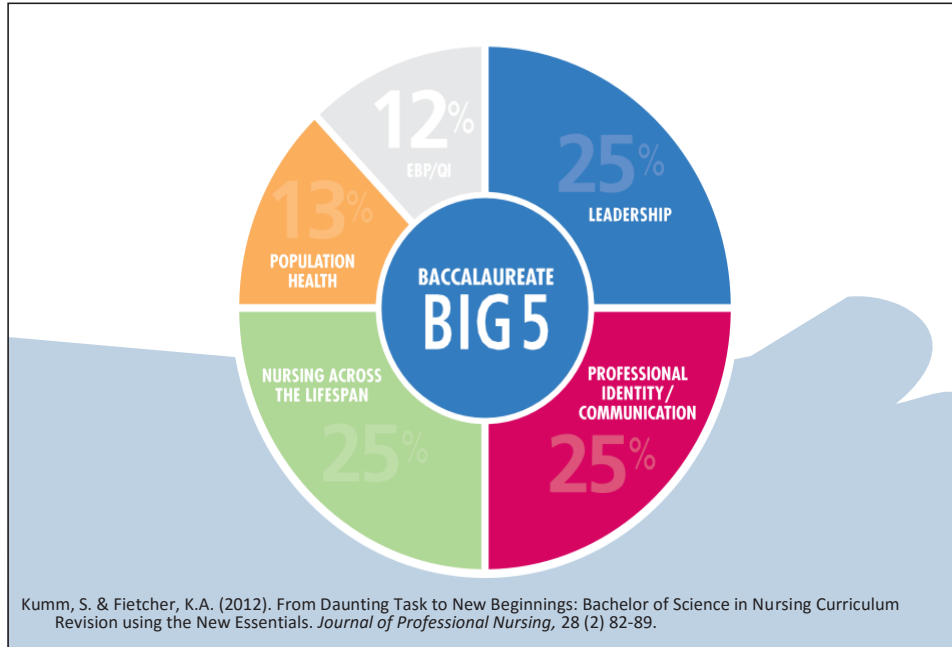 12%
EBP/QI
25%
LEADERSHIP
13%
POPULATION
HEALTH
BACCALAUREATE
BIG 5
NURSING ACROSS
THE LIFESPAN
25%
PROFESSIONAL
IDENTITY/
COMMUNICATION
25%
Kumm, S. & Fietcher, K.A. (2012). From Daunting Task to New Beginnings: Bachelor of Science in Nursing Curriculum
Revision using the New Essentials. Journal of Professional Nursing, 28 (2) 82-89.